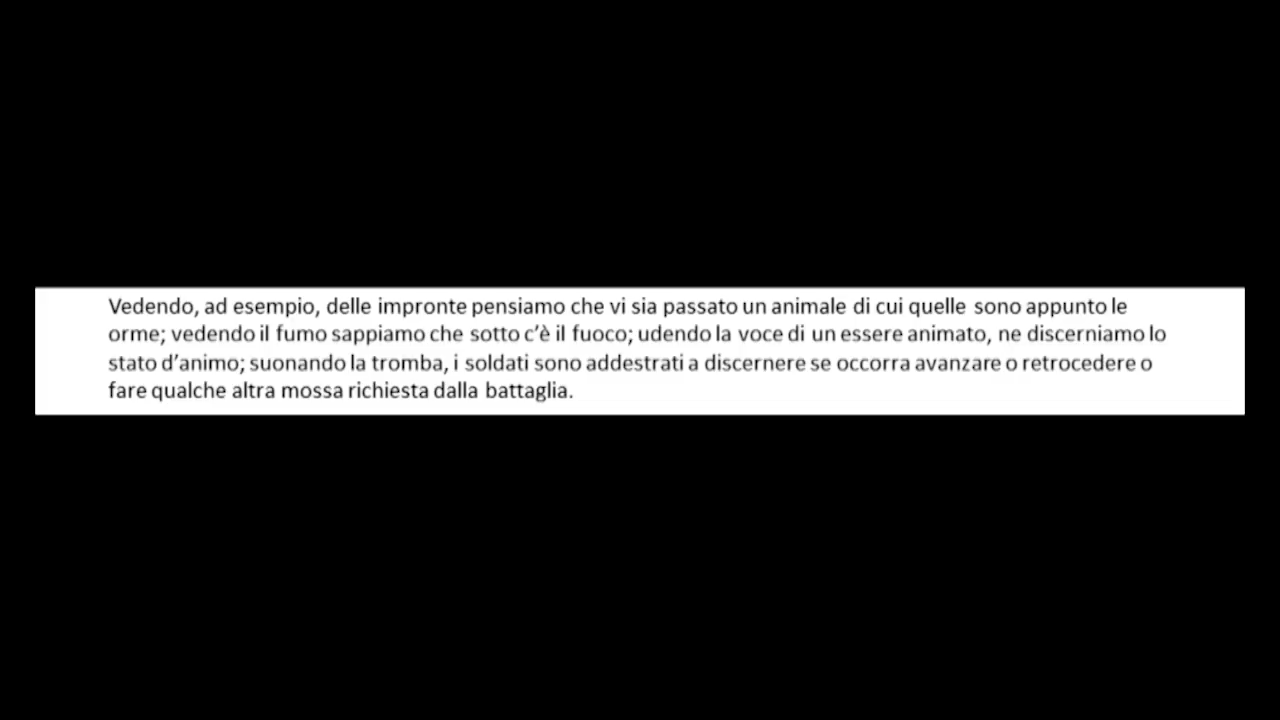 Vedendo, ad esempio, delle impronte pensiamo che vi sia passato un animale di cui quelle sono appunto le
orme; vedendo il fumo sappiamo che sotto c’è il fuoco; udendo la voce di un essere animato, ne discerniamo lo
stato d’animo; suonando la tromba, i soldati sono addestrati a discernere se occorra avanzare o retrocedere o
fare qualche altra mossa richiesta dalla battaglia.